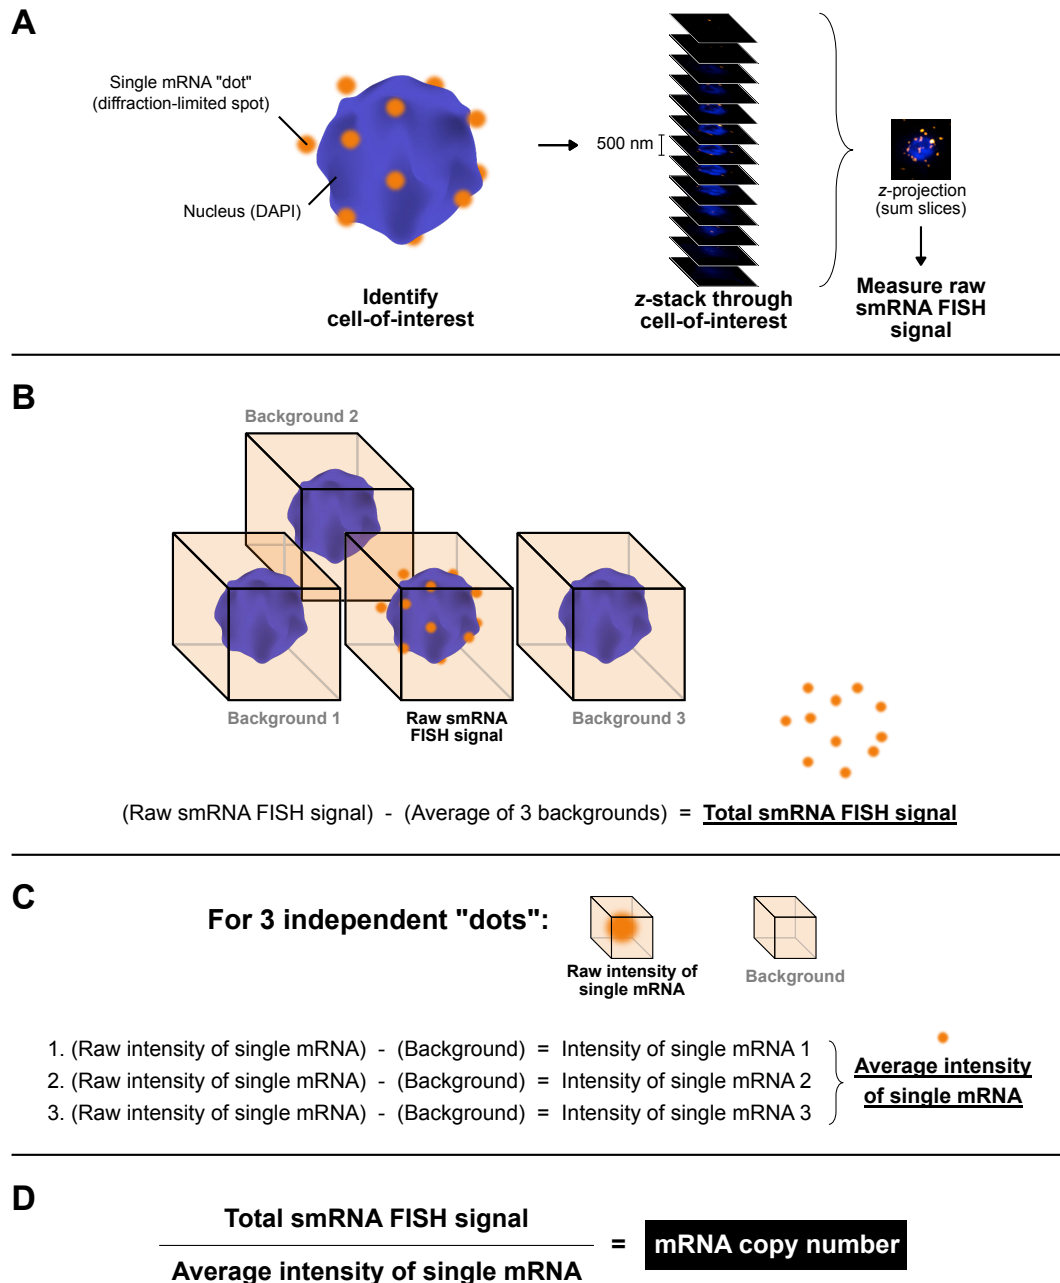 A
Single mRNA "dot"
(diffraction-limited spot)
Nucleus (DAPI)
Identify
cell-of-interest
500 nm
z-stack through
cell-of-interest
z-projection
(sum slices)
Measure raw
smRNA FISH
signal
B
Background 2
Background 1
Raw smRNA
FISH signal
Background 3
(Raw smRNA FISH signal) - (Average of 3 backgrounds) = Total smRNA FISH signal
C
For 3 independent "dots":
Raw intensity of
single mRNA
Background
1. (Raw intensity of single mRNA) - (Background) = Intensity of single mRNA 1
2. (Raw intensity of single mRNA) - (Background) = Intensity of single mRNA 2
3. (Raw intensity of single mRNA) - (Background) = Intensity of single mRNA 3
Average intensity
of single mRNA
D
Total smRNA FISH signal
Average intensity of single mRNA
= mRNA copy number